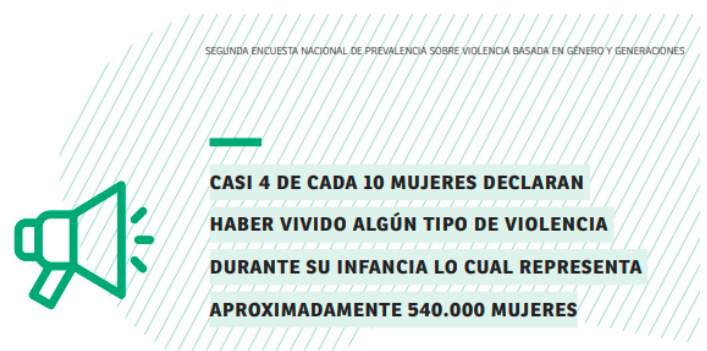 SEGUNDA ENCUESTA NACIONAL DE PREVALENCIA SOBRE VIOLENCIA BASADA EN GÉNERO Y GENERACIONES
CASI 4 DE CADA 10 MUJERES DECLARAN
HABER VIVIDO ALGÚN TIPO DE VIOLENCIA
DURANTE SU INFANCIA LO CUAL REPRESENTA
APROXIMADAMENTE 540.000 MUJERES